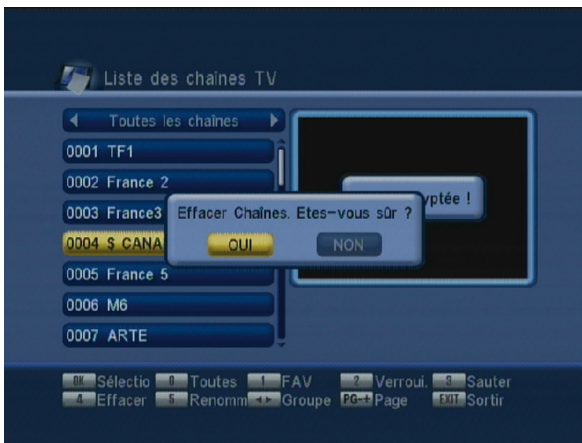 Liste des chaînes TV
Toutes les chaînes
0001 TF1
0002 France 2
0003 France3
0004 $ CANA
0005 France 5
0006 M6
0007 ARTE
yptée !
Effacer Chaînes. Etes-vous sûr ?
OUI NON
OK Sélectio 0 Toutes 1 FAV 2 Verroui. 3 Sauter
4 Effacer 5 Renomm Groupe PG-+ Page EXIT Sortir